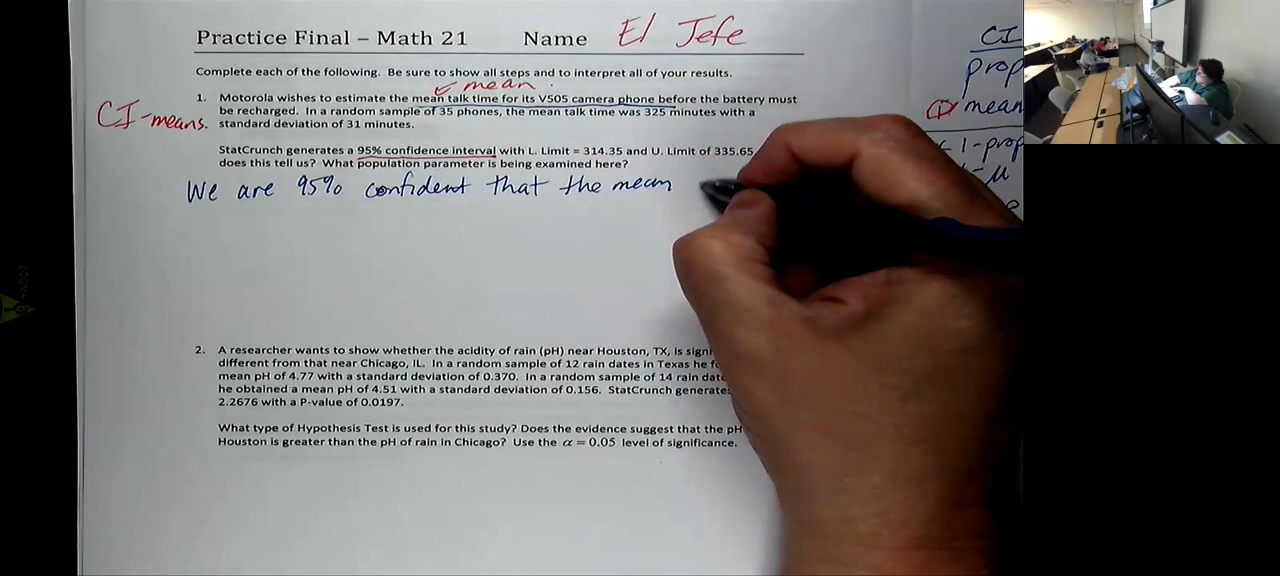 Practice Final – Math 21 Name El Jefe
Complete each of the following. Be sure to show all steps and to interpret all of your results.
mean
1. Motorola wishes to estimate the mean talk time for its V505 camera phone before the battery must
be recharged. In a random sample of 35 phones, the mean talk time was 325 minutes with a
standard deviation of 31 minutes.
CI-means.
StatCrunch generates a 95% confidence interval with L. Limit = 314.35 and U. Limit of 335.65
does this tell us? What population parameter is being examined here?
We are 95% confident that the mean
2. A researcher wants to show whether the acidity of rain (pH) near Houston, TX, is
different from that near Chicago, IL. In a random sample of 12 rain dates in Texas he
mean pH of 4.77 with a standard deviation of 0.370. In a random sample of 14 rain
he obtained a mean pH of 4.51 with a standard deviation of 0.156. StatCrunch
2.2676 with a P-value of 0.0197.
What type of Hypothesis Test is used for this study? Does the evidence suggest that the pH
Houston is greater than the pH of rain in Chicago? Use the α = 0.05 level of significance.
CI
prop
① mean
1-prop
μ